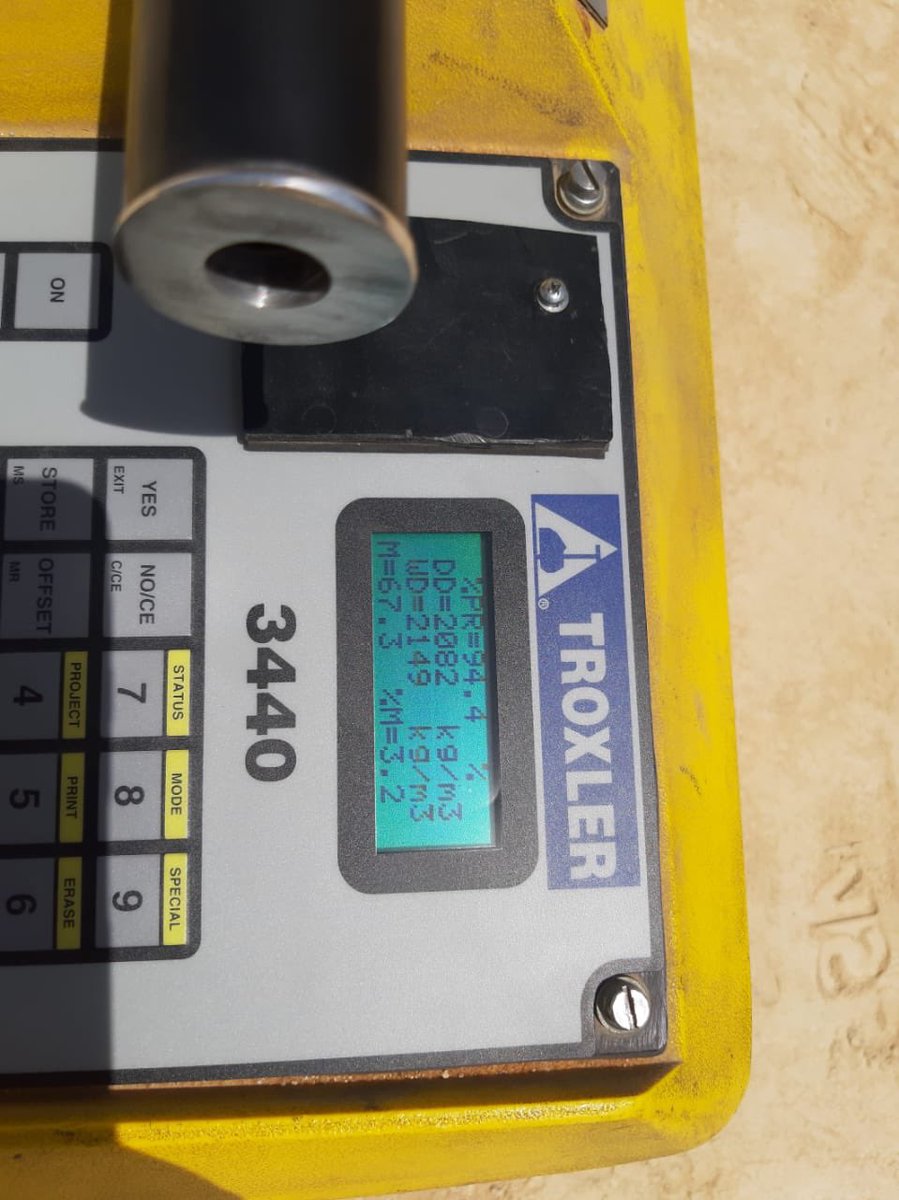 TROXLER
®
%PR=94.4 %
DD=2082 kg/m3
WD=2149 kg/m3
M=67.3 %M=3.2
3440
ON
STATUS
MODE
SPECIAL
YES
EXIT
NO/CE
C/CE
7
8
9
PROJECT
PRINT
ERASE
STORE
MS
OFFSET
MR
4
5
6